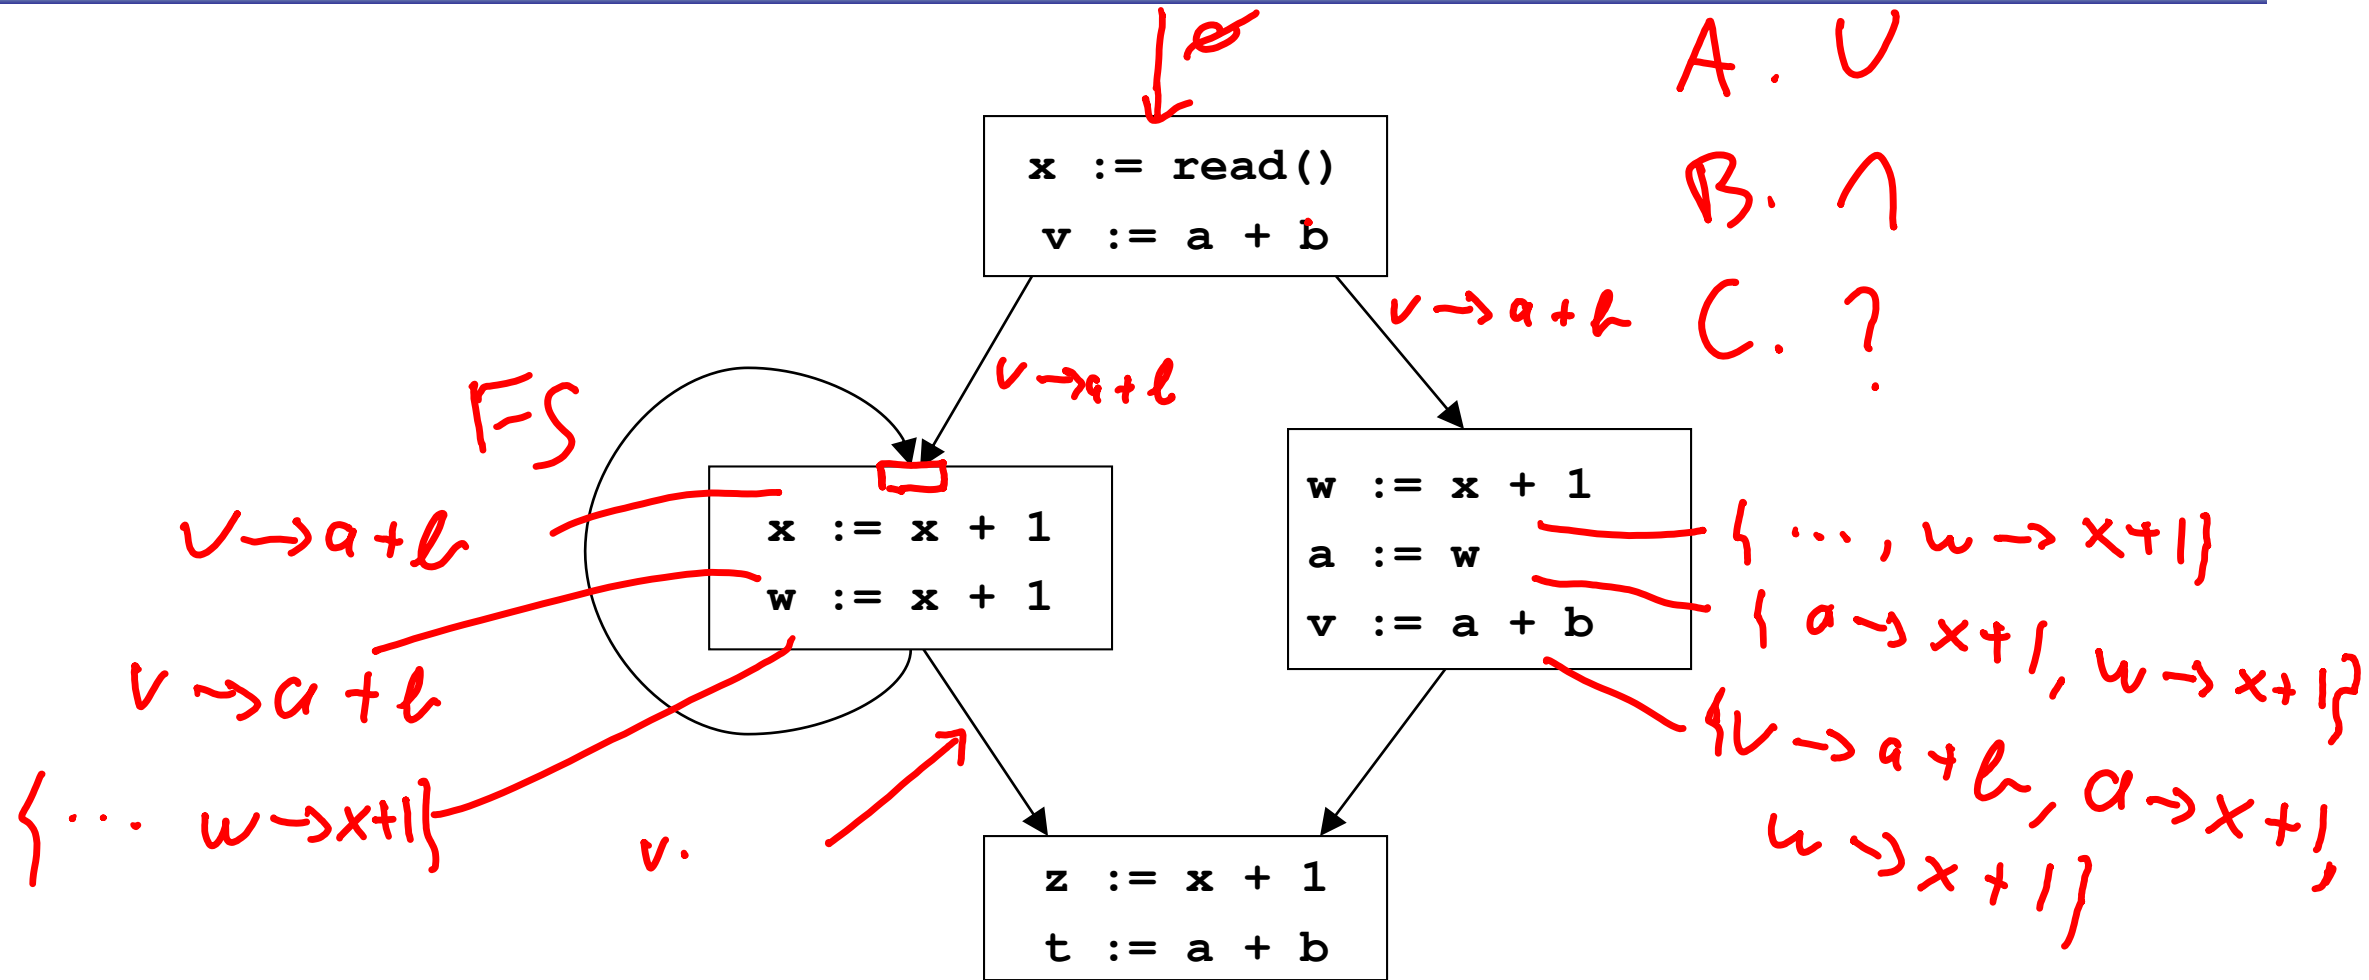 ∅
A. ∪
x := read()
v := a + b
B. ∩
C. ?
v → a + b
v → a + b
FS
x := x + 1
w := x + 1
v → a + b
v → a + b
{ ... w → x+1}
w := x + 1
a := w
v := a + b
{ ..., w → x+1}
{ a → x+1, w → x+1}
{v → a + b, a → x+1,
w → x+1}
v.
z := x + 1
t := a + b